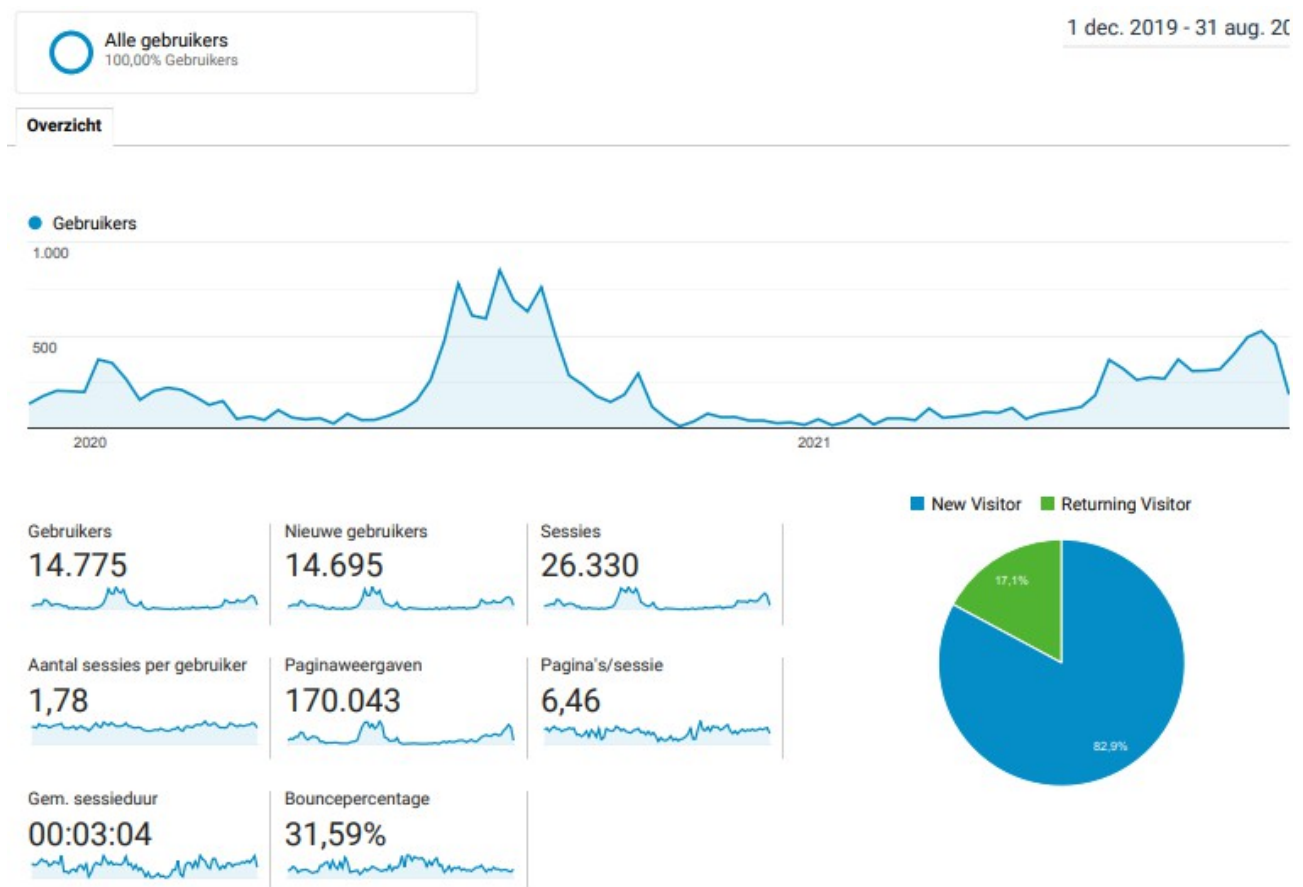 Alle gebruikers
100,00% Gebruikers
1 dec. 2019 - 31 aug. 20
Overzicht
Gebruikers
1.000
500
2020
2021
New Visitor
Returning Visitor
Gebruikers
14.775
Nieuwe gebruikers
14.695
Sessies
26.330
Aantal sessies per gebruiker
1,78
Paginaweergaven
170.043
Pagina's/sessie
6,46
Gem. sessieduur
00:03:04
Bouncepercentage
31,59%
17,1%
82,9%